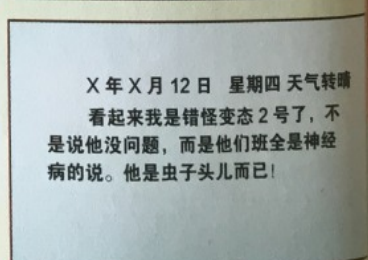 X 年 X 月 12 日 星期四 天气转晴
看起来我是错怪变态 2 号了，不
是说他没问题，而是他们班全是神经
病的说。他是虫子头儿而已！